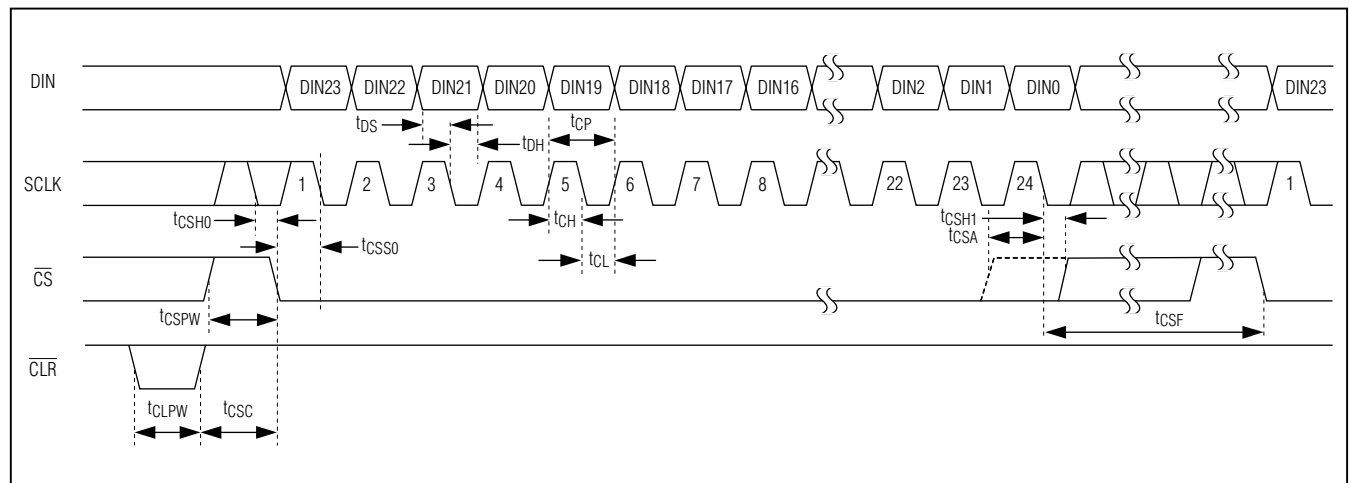 DIN DIN23 DIN22 DIN21 DIN20 DIN19 DIN18 DIN17 DIN16 DIN2 DIN1 DIN0 DIN23
tDS tDH tCP
SCLK 1 2 3 4 5 6 7 8 22 23 24 1
tCSH0 tCH tCSH1
tCSS0 tCL tCSA
CS
tCSPW tCSF
CLR
tCLPW tCSC